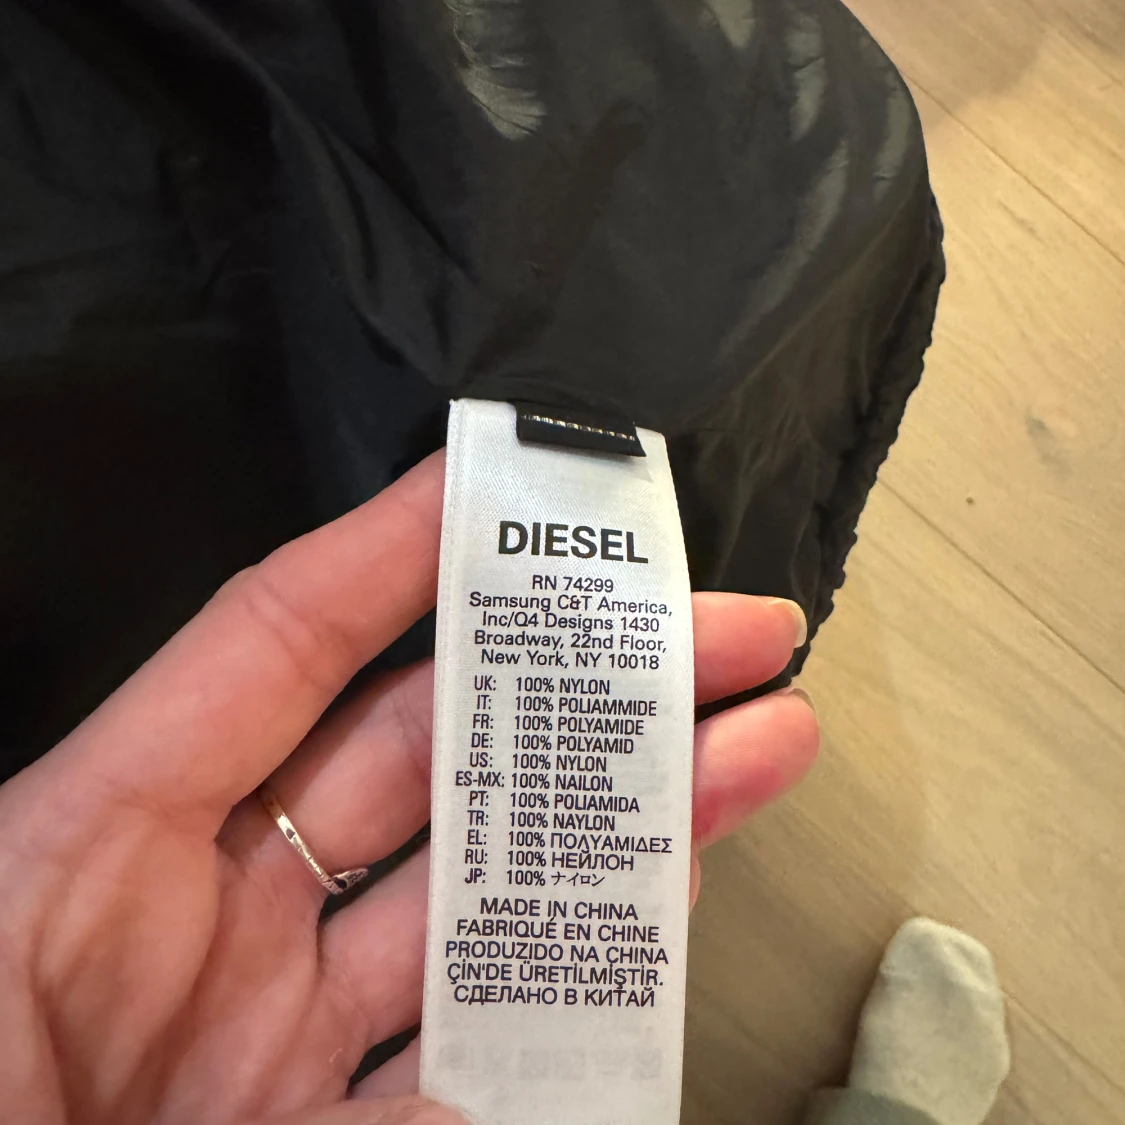 DIESEL
RN 74299
Samsung C&T America,
Inc/Q4 Designs 1430
Broadway, 22nd Floor,
New York, NY 10018
UK: 100% NYLON
IT: 100% POLIAMMIDE
FR: 100% POLYAMIDE
DE: 100% POLYAMID
US: 100% NYLON
ES-MX: 100% NAILON
PT: 100% POLIAMIDA
TR: 100% NAYLON
EL: 100% ΠΟΛΥΑΜΙΔΕΣ
RU: 100% НЕЙЛОН
JP: 100% ナイロン
MADE IN CHINA
FABRIQUÉ EN CHINE
PRODUZIDO NA CHINA
ÇİN'DE ÜRETİLMİŞTİR.
СДЕЛАНО В КИТАЙ